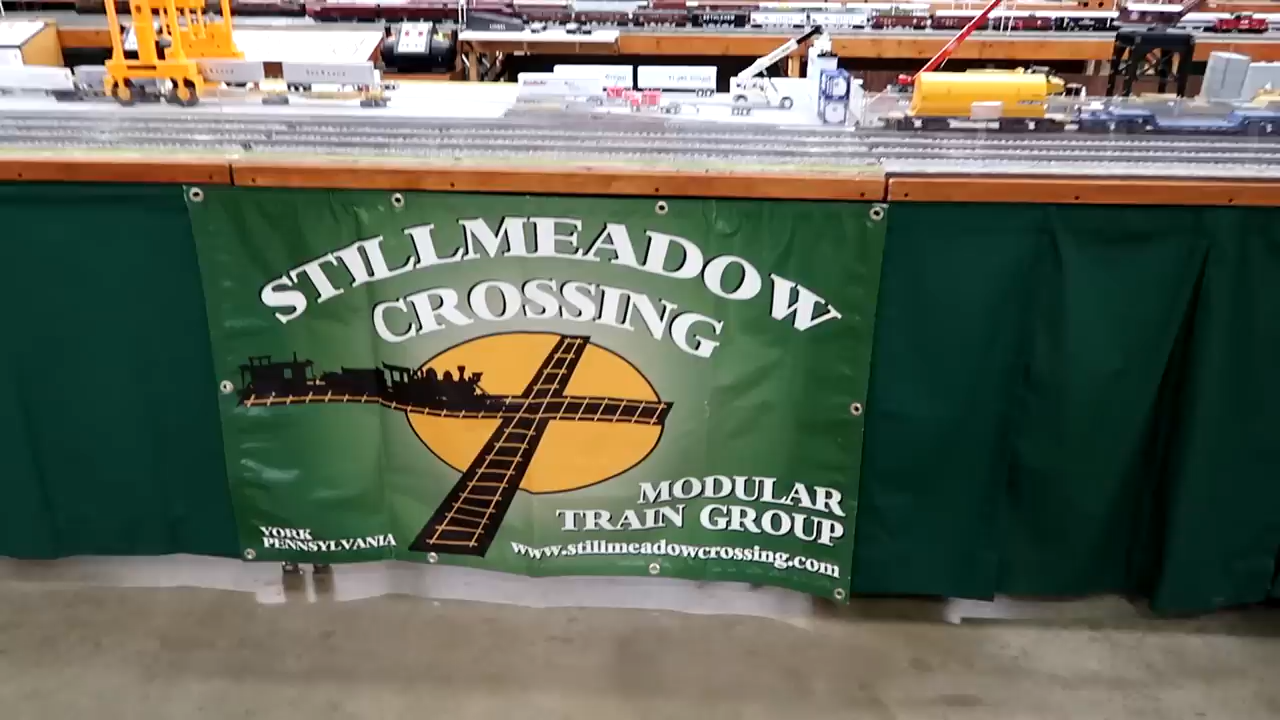 STILLMEADOW
CROSSING
MODULAR
TRAIN GROUP
YORK
PENNSYLVANIA
www.stillmeadowcrossing.com